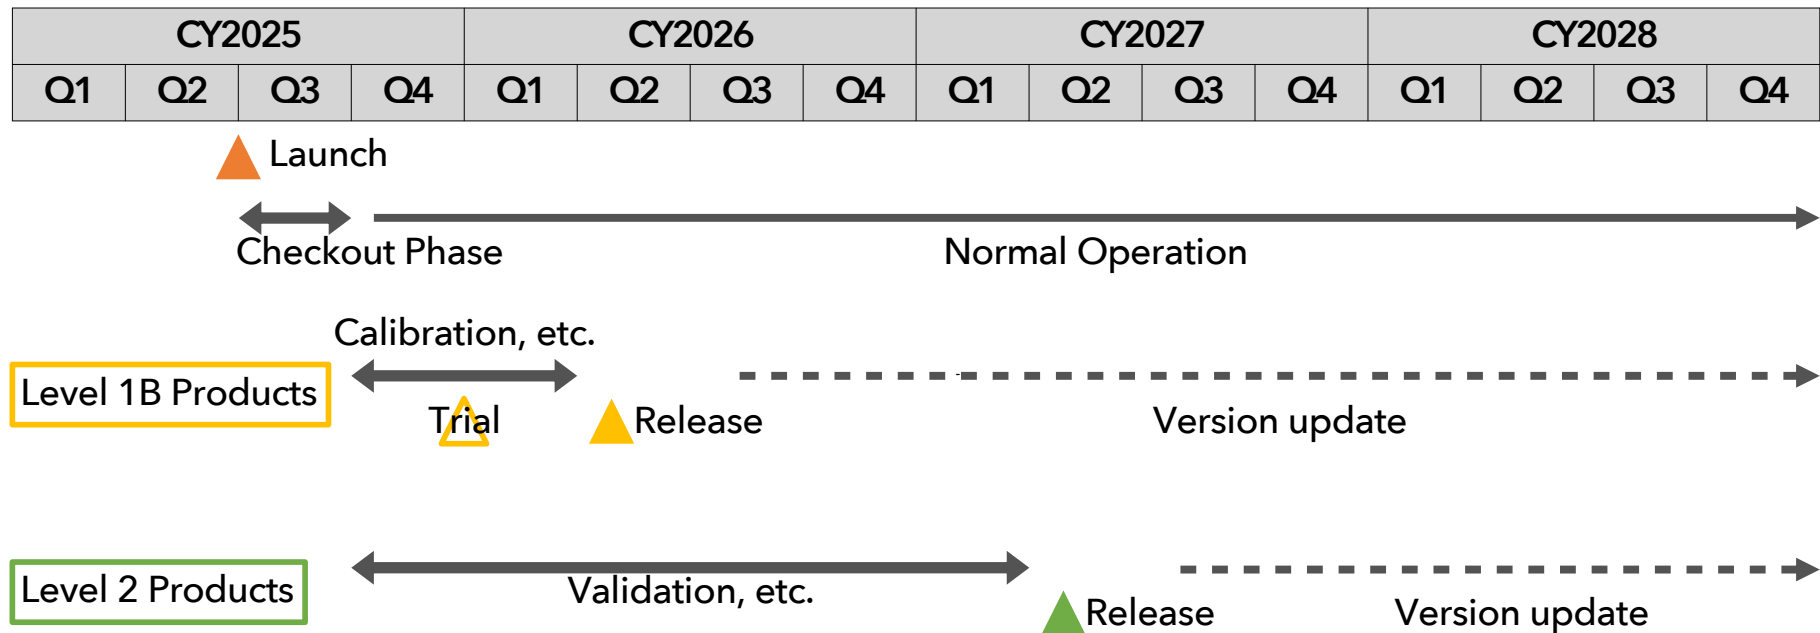 CY2025 CY2026 CY2027 CY2028
Q1 Q2 Q3 Q4 Q1 Q2 Q3 Q4 Q1 Q2 Q3 Q4 Q1 Q2 Q3 Q4
Launch
Checkout Phase Normal Operation
Calibration, etc.
Level 1B Products
Trial Release Version update
Level 2 Products
Validation, etc.
Release Version update